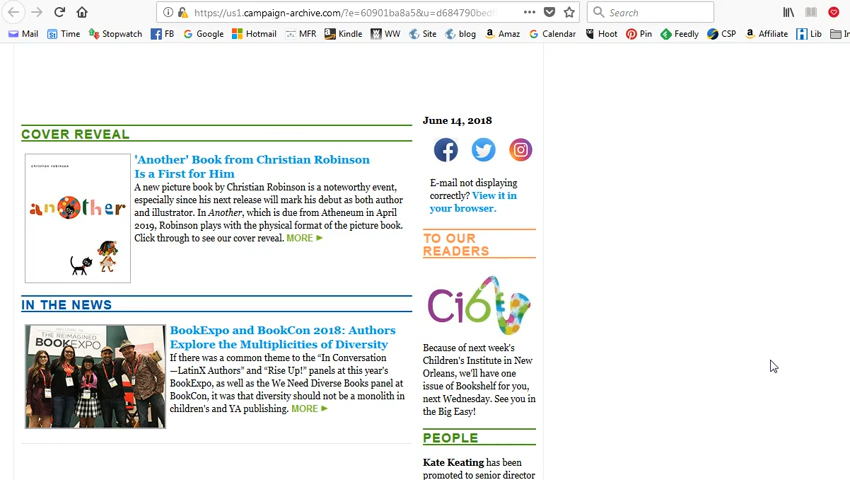 https://us1.campaign-archive.com/?e=60901ba8a5&u=d684790bed
Search
Mail Time Stopwatch FB Google Hotmail MFR Kindle WW Site blog Amaz Calendar Hoot Pin Feedly CSP Affiliate Lib In
June 14, 2018
COVER REVEAL
christian robinson
another
'Another' Book from Christian Robinson
Is a First for Him
A new picture book by Christian Robinson is a noteworthy event,
especially since his next release will mark his debut as both author
and illustrator. In Another, which is due from Atheneum in April
2019, Robinson plays with the physical format of the picture book.
Click through to see our cover reveal. MORE ►
IN THE NEWS
THE REIMAGINED
BOOKEXPO
BookExpo and BookCon 2018: Authors
Explore the Multiplicities of Diversity
If there was a common theme to the “In Conversation
—LatinX Authors” and “Rise Up!” panels at this year's
BookExpo, as well as the We Need Diverse Books panel at
BookCon, it was that diversity should not be a monolith in
children's and YA publishing. MORE ►
E-mail not displaying
correctly? View it in
your browser.
TO OUR
READERS
Ci6
Because of next week's
Children's Institute in New
Orleans, we'll have one
issue of Bookshelf for you,
next Wednesday. See you in
the Big Easy!
PEOPLE
Kate Keating has been
promoted to senior director